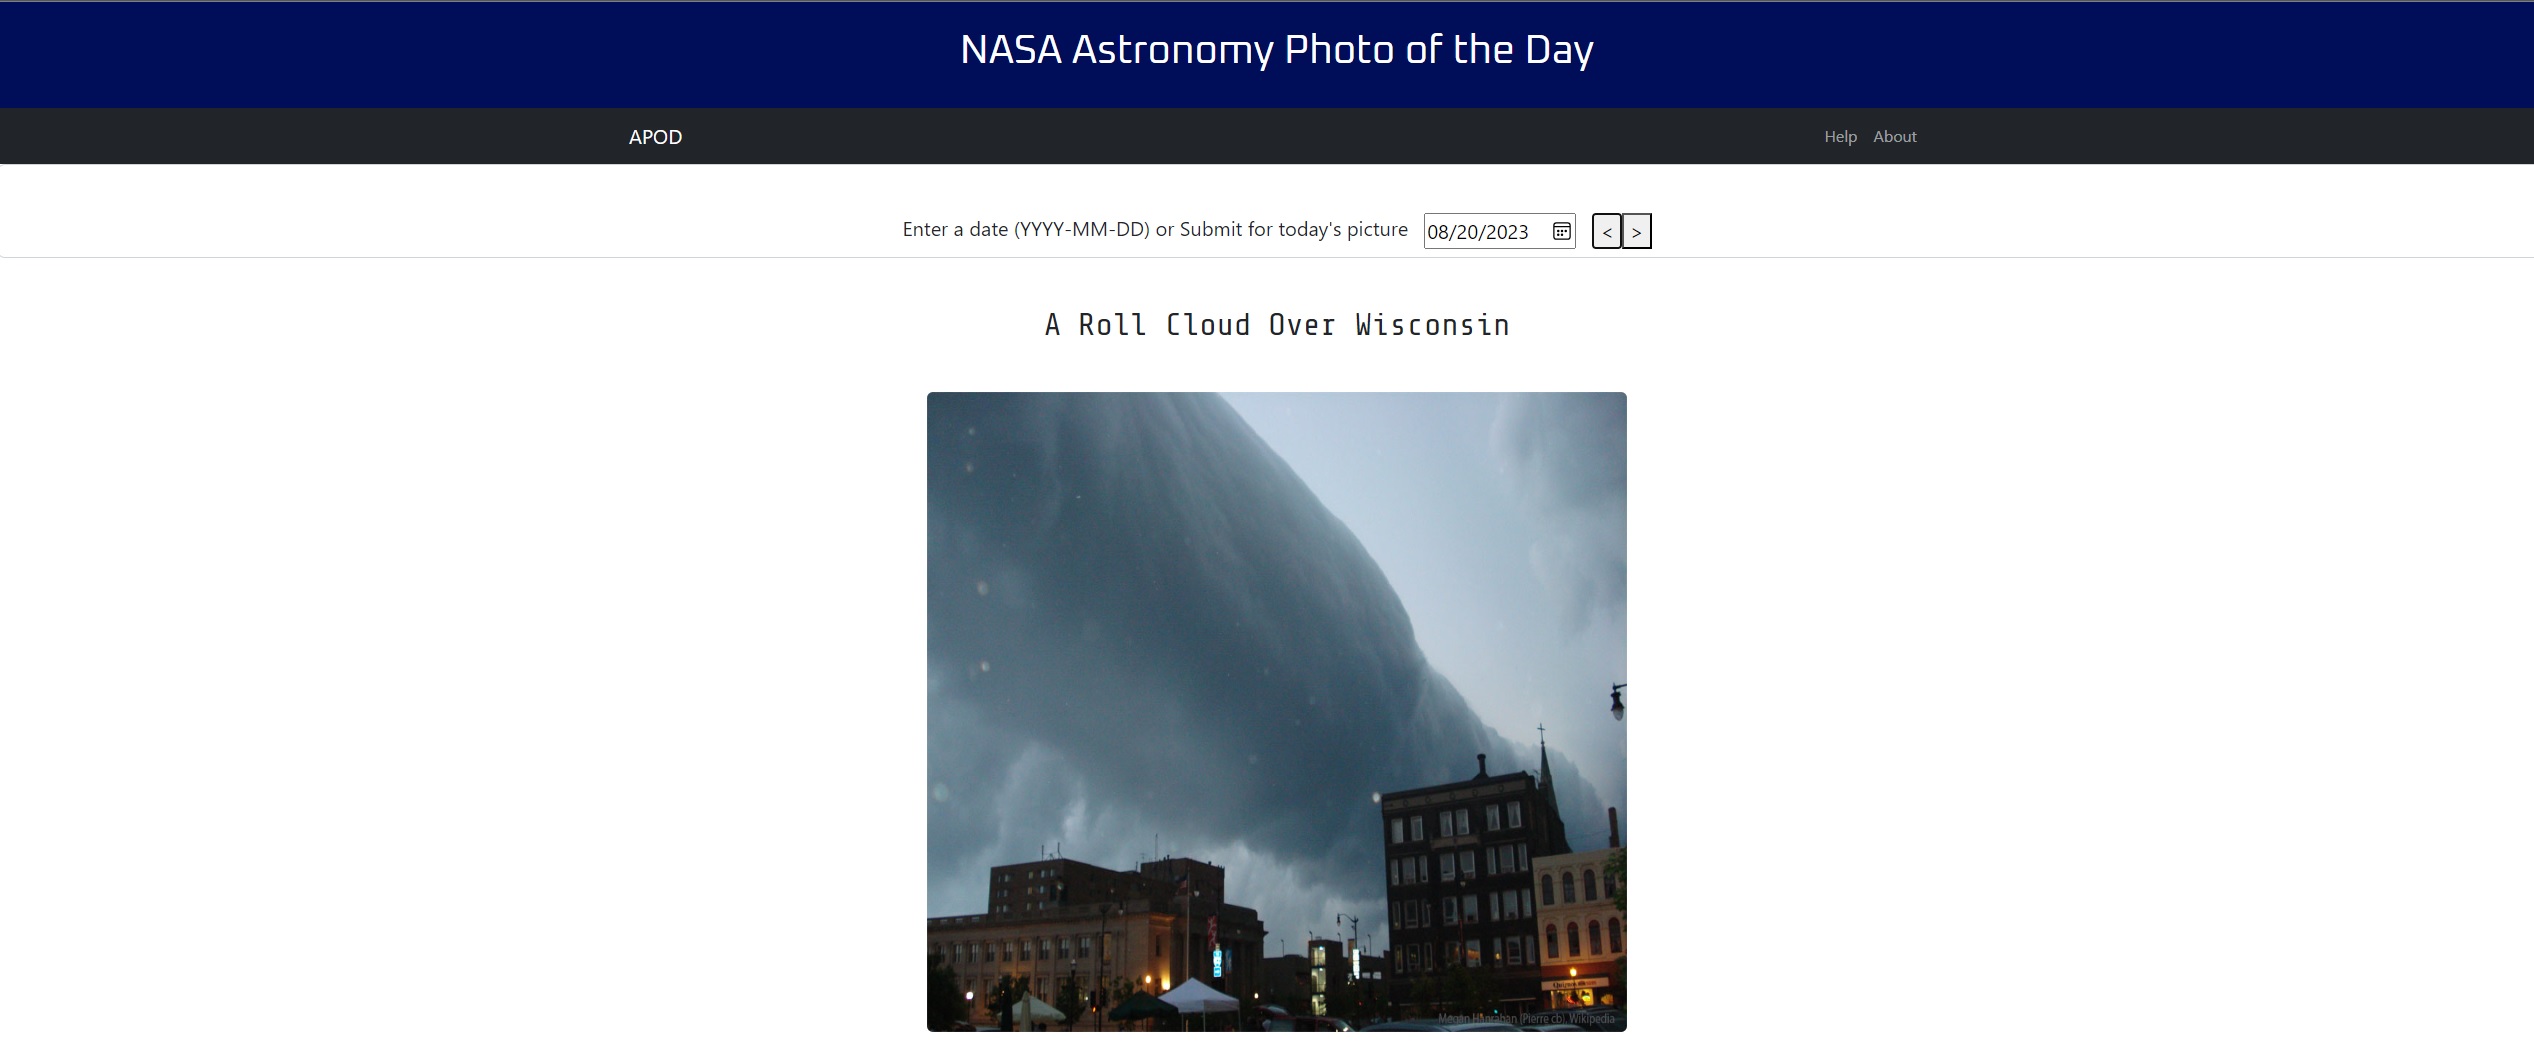 NASA Astronomy Photo of the Day
APOD
Help About
Enter a date (YYYY-MM-DD) or Submit for today's picture 08/20/2023 < >
A Roll Cloud Over Wisconsin
Megan Hanrahan (Pierre cb), Wikipedia